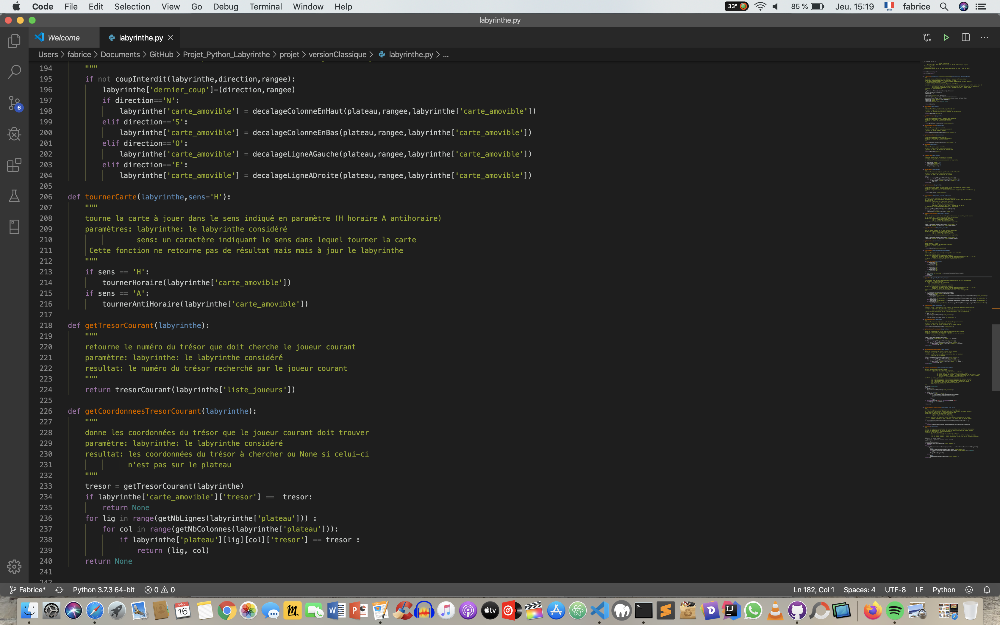 Code File Edit Selection View Go Debug Terminal Window Help 33° 85 % Jeu. 15:19 123 fabrice
labyrinthe.py
Welcome labyrinthe.py
Users > fabrice > Documents > GitHub > Projet_Python_Labyrinthe > projet > versionClassique > labyrinthe.py > ...
6
194 """
195 if not coupInterdit(labyrinthe,direction,rangee):
196 labyrinthe['dernier_coup']=(direction,rangee)
197 if direction=='N':
198 labyrinthe['carte_amovible'] = decalageColonneEnHaut(plateau,rangee,labyrinthe['carte_amovible'])
199 elif direction=='S':
200 labyrinthe['carte_amovible'] = decalageColonneEnBas(plateau,rangee,labyrinthe['carte_amovible'])
201 elif direction=='O':
202 labyrinthe['carte_amovible'] = decalageLigneAGauche(plateau,rangee,labyrinthe['carte_amovible'])
203 elif direction=='E':
204 labyrinthe['carte_amovible'] = decalageLigneADroite(plateau,rangee,labyrinthe['carte_amovible'])
205
206 def tournerCarte(labyrinthe,sens='H'):
207 """
208 tourne la carte à jouer dans le sens indiqué en paramètre (H horaire A antihoraire)
209 paramètres: labyrinthe: le labyrinthe considéré
210 sens: un caractère indiquant le sens dans lequel tourner la carte
211 Cette fonction ne retourne pas de résultat mais mais à jour le labyrinthe
212 """
213 if sens == 'H':
214 tournerHoraire(labyrinthe['carte_amovible'])
215 if sens == 'A':
216 tournerAntiHoraire(labyrinthe['carte_amovible'])
217
218 def getTresorCourant(labyrinthe):
219 """
220 retourne le numéro du trésor que doit cherche le joueur courant
221 paramètre: labyrinthe: le labyrinthe considéré
222 resultat: le numéro du trésor recherché par le joueur courant
223 """
224 return tresorCourant(labyrinthe['liste_joueurs'])
225
226 def getCoordonneesTresorCourant(labyrinthe):
227 """
228 donne les coordonnées du trésor que le joueur courant doit trouver
229 paramètre: labyrinthe: le labyrinthe considéré
230 resultat: les coordonnées du trésor à chercher ou None si celui-ci
231 n'est pas sur le plateau
232 """
233 tresor = getTresorCourant(labyrinthe)
234 if labyrinthe['carte_amovible']['tresor'] ==  tresor:
235 return None
236 for lig in range(getNbLignes(labyrinthe['plateau'])) :
237 for col in range(getNbColonnes(labyrinthe['plateau'])):
238 if labyrinthe['plateau'][lig][col]['tresor'] == tresor :
239 return (lig, col)
240 return None
241
242
Fabrice* Python 3.7.3 64-bit 0 0 Ln 182, Col 1 Spaces: 4 UTF-8 LF Python
JANV. 16 m. W P tv >_ S D IJ